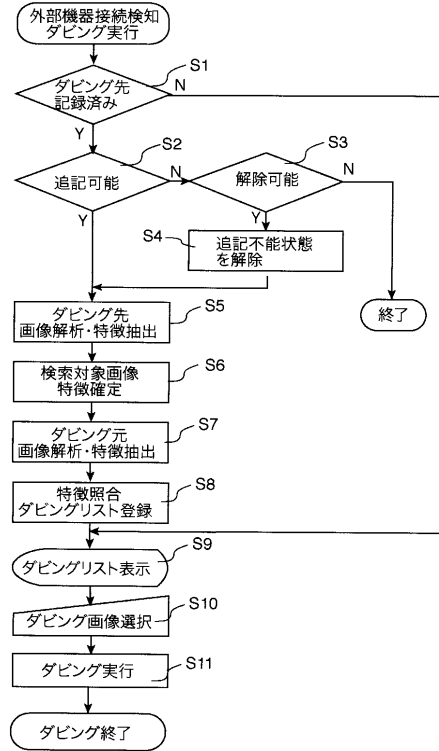 外部機器接続検知
ダビング実行
S1
ダビング先
記録済み
N
Y
S2
追記可能
N
Y
S3
解除可能
N
Y
S4
追記不能状態
を解除
終了
S5
ダビング先
画像解析・特徴抽出
S6
検索対象画像
特徴確定
S7
ダビング元
画像解析・特徴抽出
S8
特徴照合
ダビングリスト登録
S9
ダビングリスト表示
S10
ダビング画像選択
S11
ダビング実行
ダビング終了